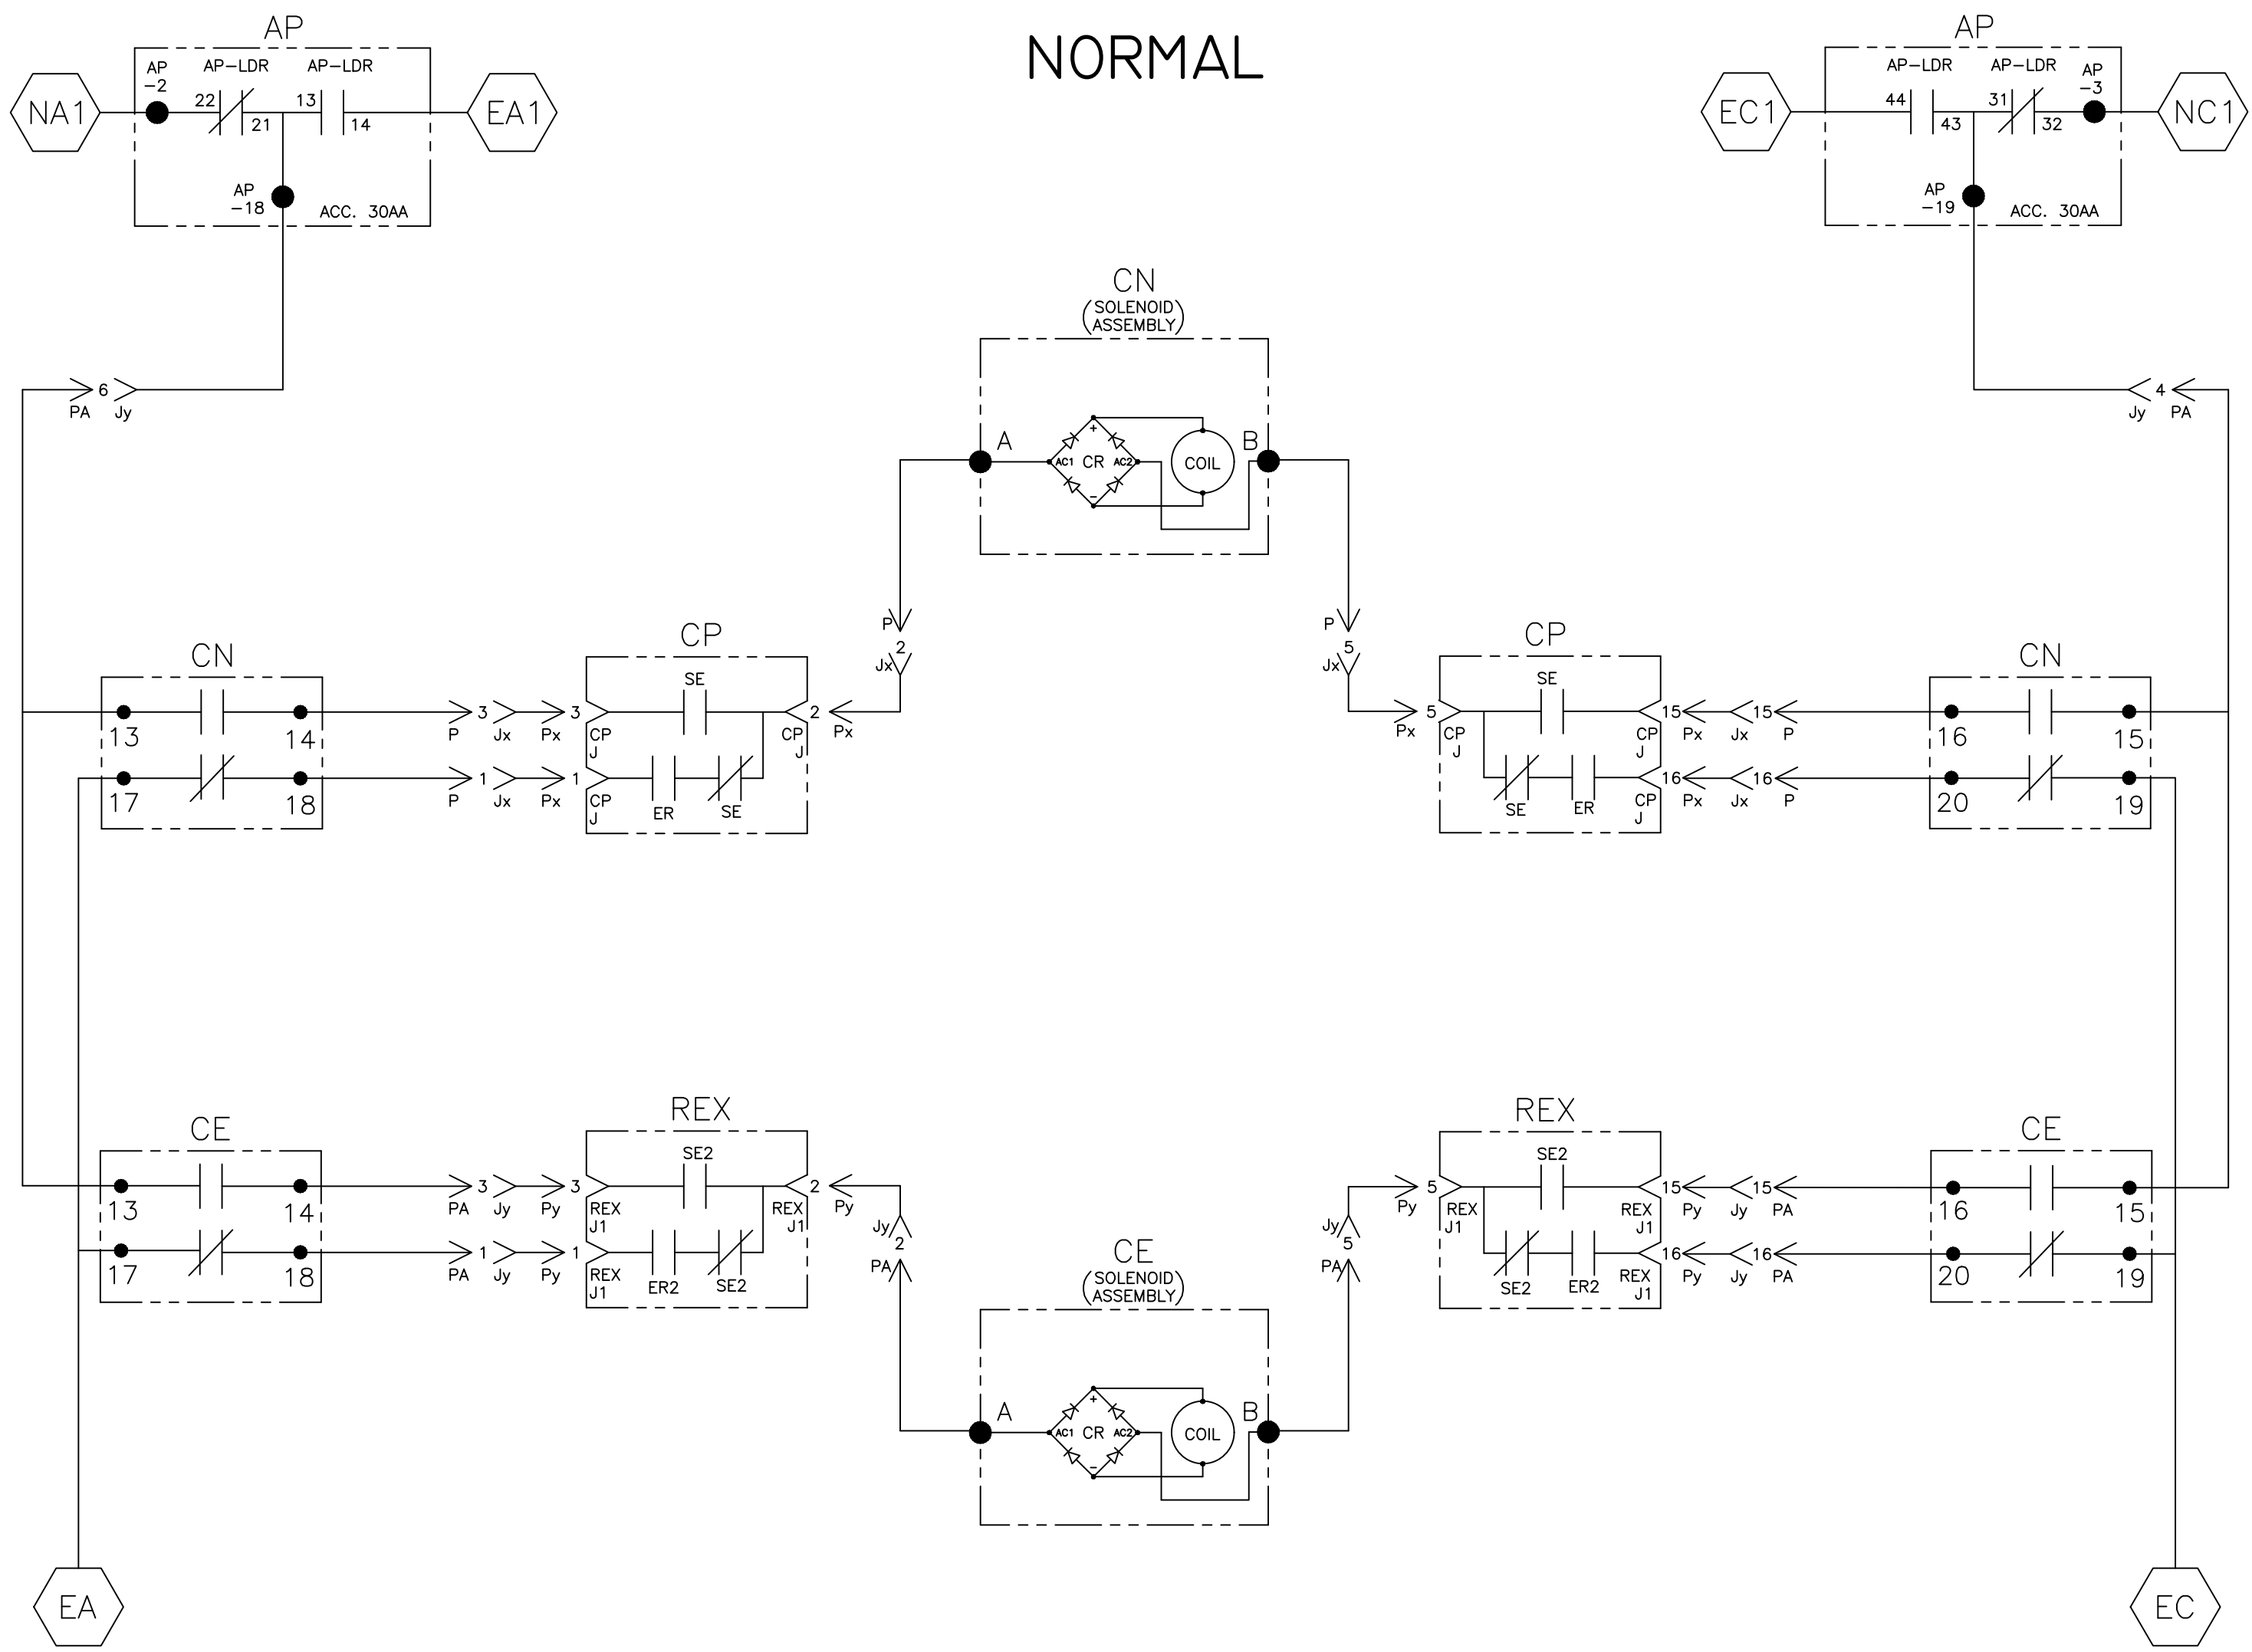 NORMAL
AP
AP
-2
AP-LDR
AP-LDR
NA1
22
21
13
14
EA1
AP
-18
ACC. 30AA
AP
AP-LDR
AP-LDR
AP
-3
EC1
44
43
31
32
NC1
AP
-19
ACC. 30AA
6
PA
Jy
4
Jy
PA
CN
(SOLENOID
ASSEMBLY)
A
B
+
AC1
CR
AC2
COIL
-
P
2
Jx
P
5
Jx
CN
13
14
17
18
3
P
Jx
Px
3
1
P
Jx
Px
1
CP
SE
CP
J
CP
J
2
Px
CP
J
ER
SE
CP
SE
5
Px
CP
J
CP
J
15
Px
Jx
15
P
SE
ER
CP
J
16
Px
Jx
16
P
CN
16
15
20
19
CE
13
14
17
18
3
PA
Jy
Py
3
1
PA
Jy
Py
1
REX
SE2
REX
J1
REX
J1
2
Py
REX
J1
ER2
SE2
Jy
2
PA
Jy
5
PA
REX
SE2
5
Py
REX
J1
REX
J1
15
Py
Jy
15
PA
SE2
ER2
REX
J1
16
Py
Jy
16
PA
CE
16
15
20
19
CE
(SOLENOID
ASSEMBLY)
A
B
+
AC1
CR
AC2
COIL
-
EA
EC